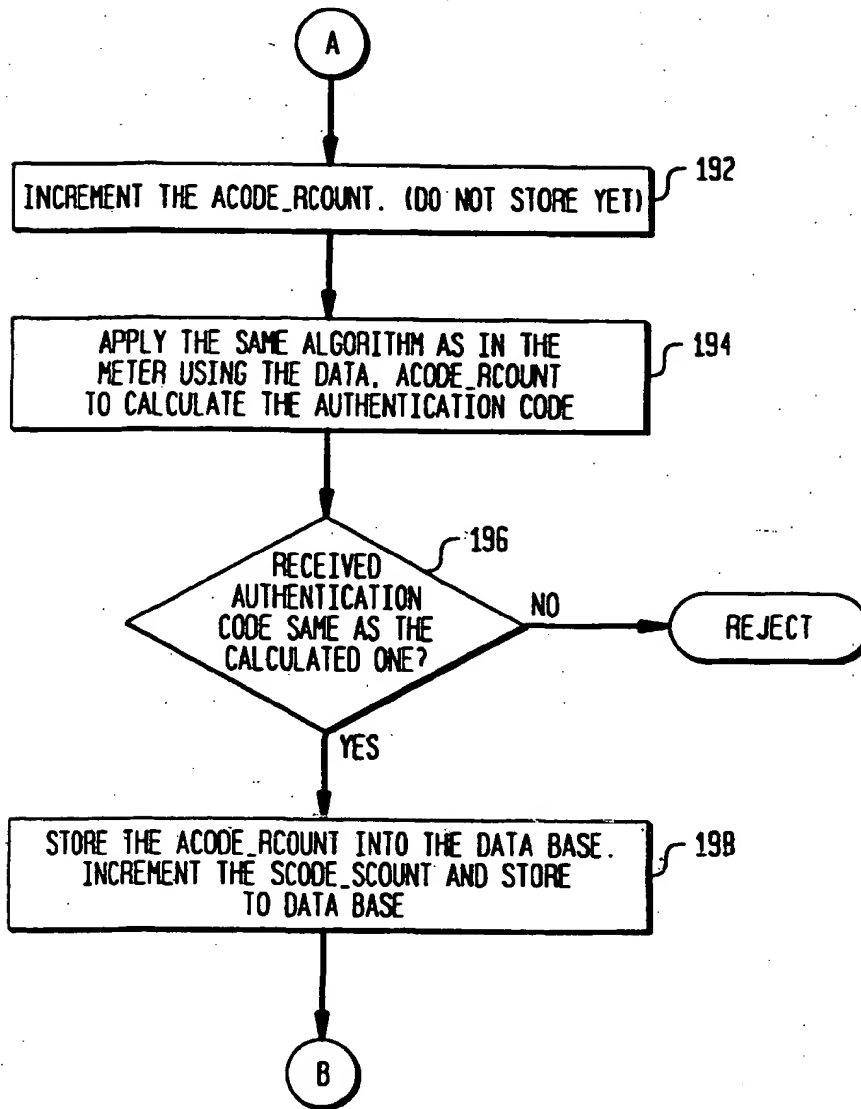 A
INCREMENT THE ACODE_RCOUNT. (DO NOT STORE YET)
192
APPLY THE SAME ALGORITHM AS IN THE
METER USING THE DATA, ACODE_RCOUNT
TO CALCULATE THE AUTHENTICATION CODE
194
RECEIVED
AUTHENTICATION
CODE SAME AS THE
CALCULATED ONE?
196
NO
REJECT
YES
STORE THE ACODE_RCOUNT INTO THE DATA BASE.
INCREMENT THE SCODE_SCOUNT AND STORE
TO DATA BASE
198
B